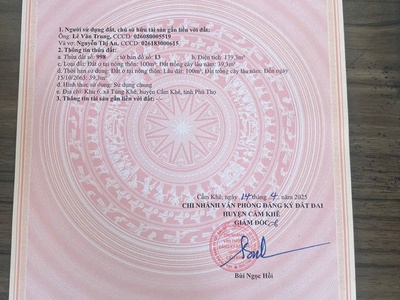 1. Người sử dụng đất, chủ sở hữu tài sản gắn liền với đất:
Ông: Lê Văn Trung, CCCD: 026080005519
Và vợ: Nguyễn Thị An, CCCD: 026183000615
2. Thông tin thửa đất:
a. Thửa đất số: 998 ; tờ bản đồ số: 13 b. Diện tích: 139,3m²
c. Loại đất: Đất ở tại nông thôn: 100m², Đất trồng cây lâu năm: 39,3m²
d. Thời hạn sử dụng: Đất ở tại nông thôn: Lâu dài: 100m², Đất trồng cây lâu năm: Đến ngày
15/10/2063: 39,3m²
đ. Hình thức sử dụng: Sử dụng chung
e. Địa chỉ: Khu 6, xã Tùng Khê, huyện Cẩm Khê, tỉnh Phú Thọ
3. Thông tin tài sản gắn liền với đất: -/-
Cẩm Khê, ngày 14 tháng 4 năm 2025
CHI NHÁNH VĂN PHÒNG ĐĂNG KÝ ĐẤT ĐAI
HUYỆN CẨM KHÊ
GIÁM ĐỐC
Bùi Ngọc Hồi